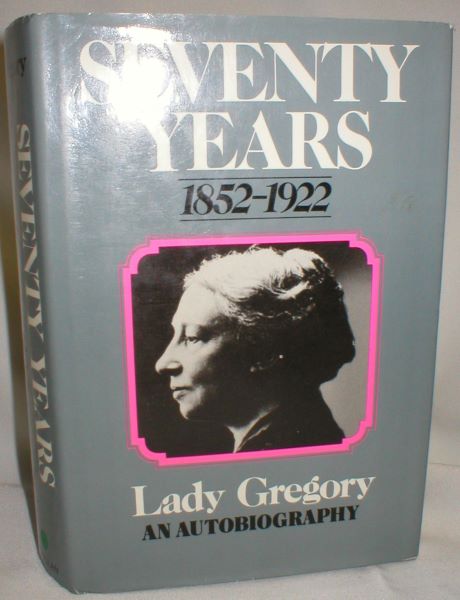 SEVENTY
YEARS
1852-1922
Lady Gregory
AN AUTOBIOGRAPHY
SEVENTY YEARS